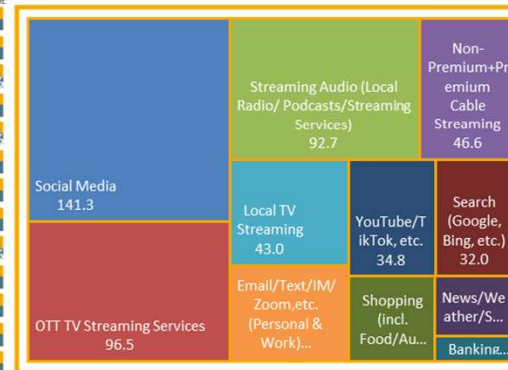 Social Media
141.3
OTT TV Streaming Services
96.5
Streaming Audio (Local
Radio/ Podcasts/Streaming
Services)
92.7
Non-
Premium+Pr
emium
Cable
Streaming
46.6
Local TV
Streaming
43.0
YouTube/T
ikTok, etc.
34.8
Search
(Google,
Bing, etc.)
32.0
Email/Text/IM/
Zoom,etc.
(Personal &
Work)...
Shopping
(incl.
Food/Au...
News/We
ather/S...
Banking...